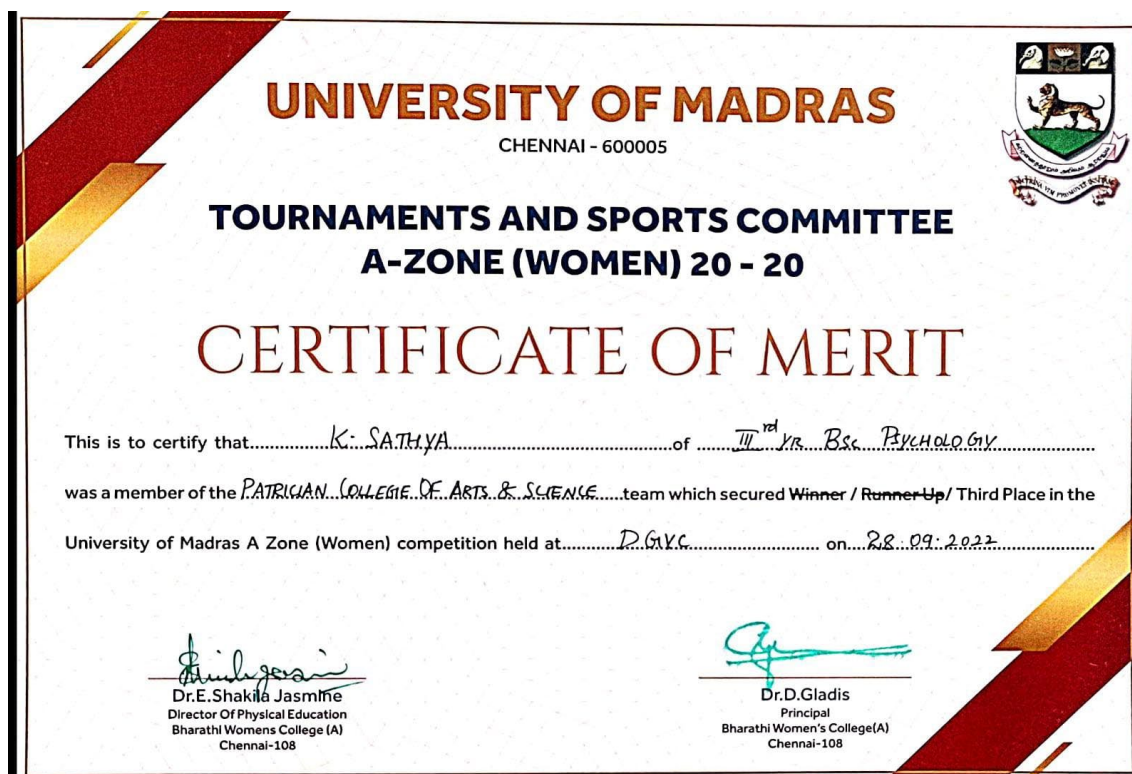 UNIVERSITY OF MADRAS
CHENNAI - 600005
TOURNAMENTS AND SPORTS COMMITTEE
A-ZONE (WOMEN) 20 - 20
CERTIFICATE OF MERIT
This is to certify that K. SATHYA of IIIrd YR BSc PSYCHOLOGY
was a member of the PATRICIAN COLLEGE OF ARTS & SCIENCE team which secured Winner / Runner Up / Third Place in the
University of Madras A Zone (Women) competition held at DGVC on 28.09.2022
Dr.E.Shakila Jasmine
Director Of Physical Education
Bharathi Womens College (A)
Chennai-108
Dr.D.Gladis
Principal
Bharathi Women's College(A)
Chennai-108